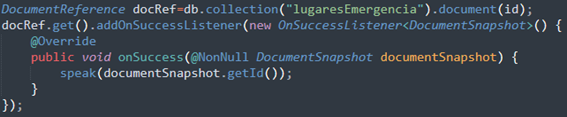 DocumentReference docRef=db.collection("lugaresEmergencia").document(id);
docRef.get().addOnSuccessListener(new OnSuccessListener<DocumentSnapshot>() {
    @Override
    public void onSuccess(@NonNull DocumentSnapshot documentSnapshot) {
        speak(documentSnapshot.getId());
    }
});